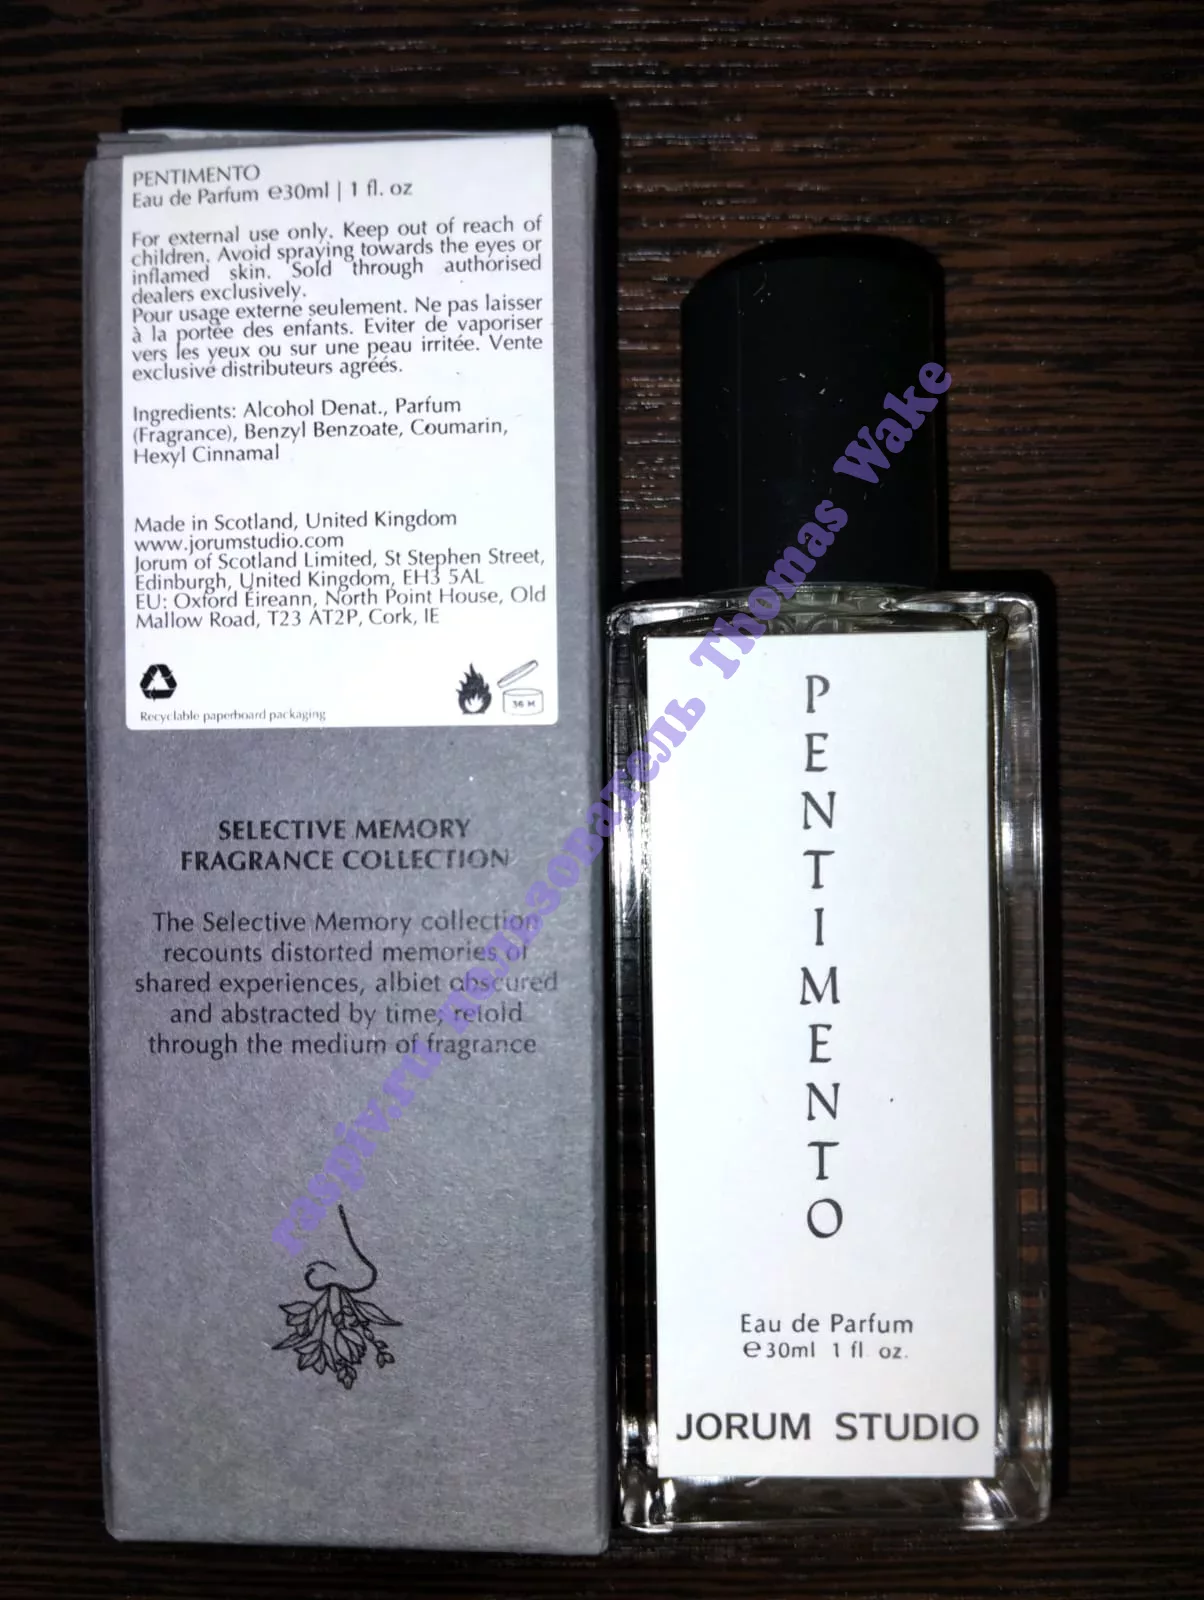 PENTIMENTO
Eau de Parfum ℮30ml | 1 fl. oz
For external use only. Keep out of reach of
children. Avoid spraying towards the eyes or
inflamed skin. Sold through authorised
dealers exclusively.
Pour usage externe seulement. Ne pas laisser
à la portée des enfants. Eviter de vaporiser
vers les yeux ou sur une peau irritée. Vente
exclusive distributeurs agréés.
Ingredients: Alcohol Denat., Parfum
(Fragrance), Benzyl Benzoate, Coumarin,
Hexyl Cinnamal
Made in Scotland, United Kingdom
www.jorumstudio.com
Jorum of Scotland Limited, St Stephen Street,
Edinburgh, United Kingdom, EH3 5AL
EU: Oxford Eireann, North Point House, Old
Mallow Road, T23 AT2P, Cork, IE
Recyclable paperboard packaging
36 M
SELECTIVE MEMORY
FRAGRANCE COLLECTION
The Selective Memory collection
recounts distorted memories of
shared experiences, albiet obscured
and abstracted by time; retold
through the medium of fragrance
PENTIMENTO
Eau de Parfum
℮30ml 1 fl. oz.
JORUM STUDIO
raspiv.ru пользователь Thomas Wake